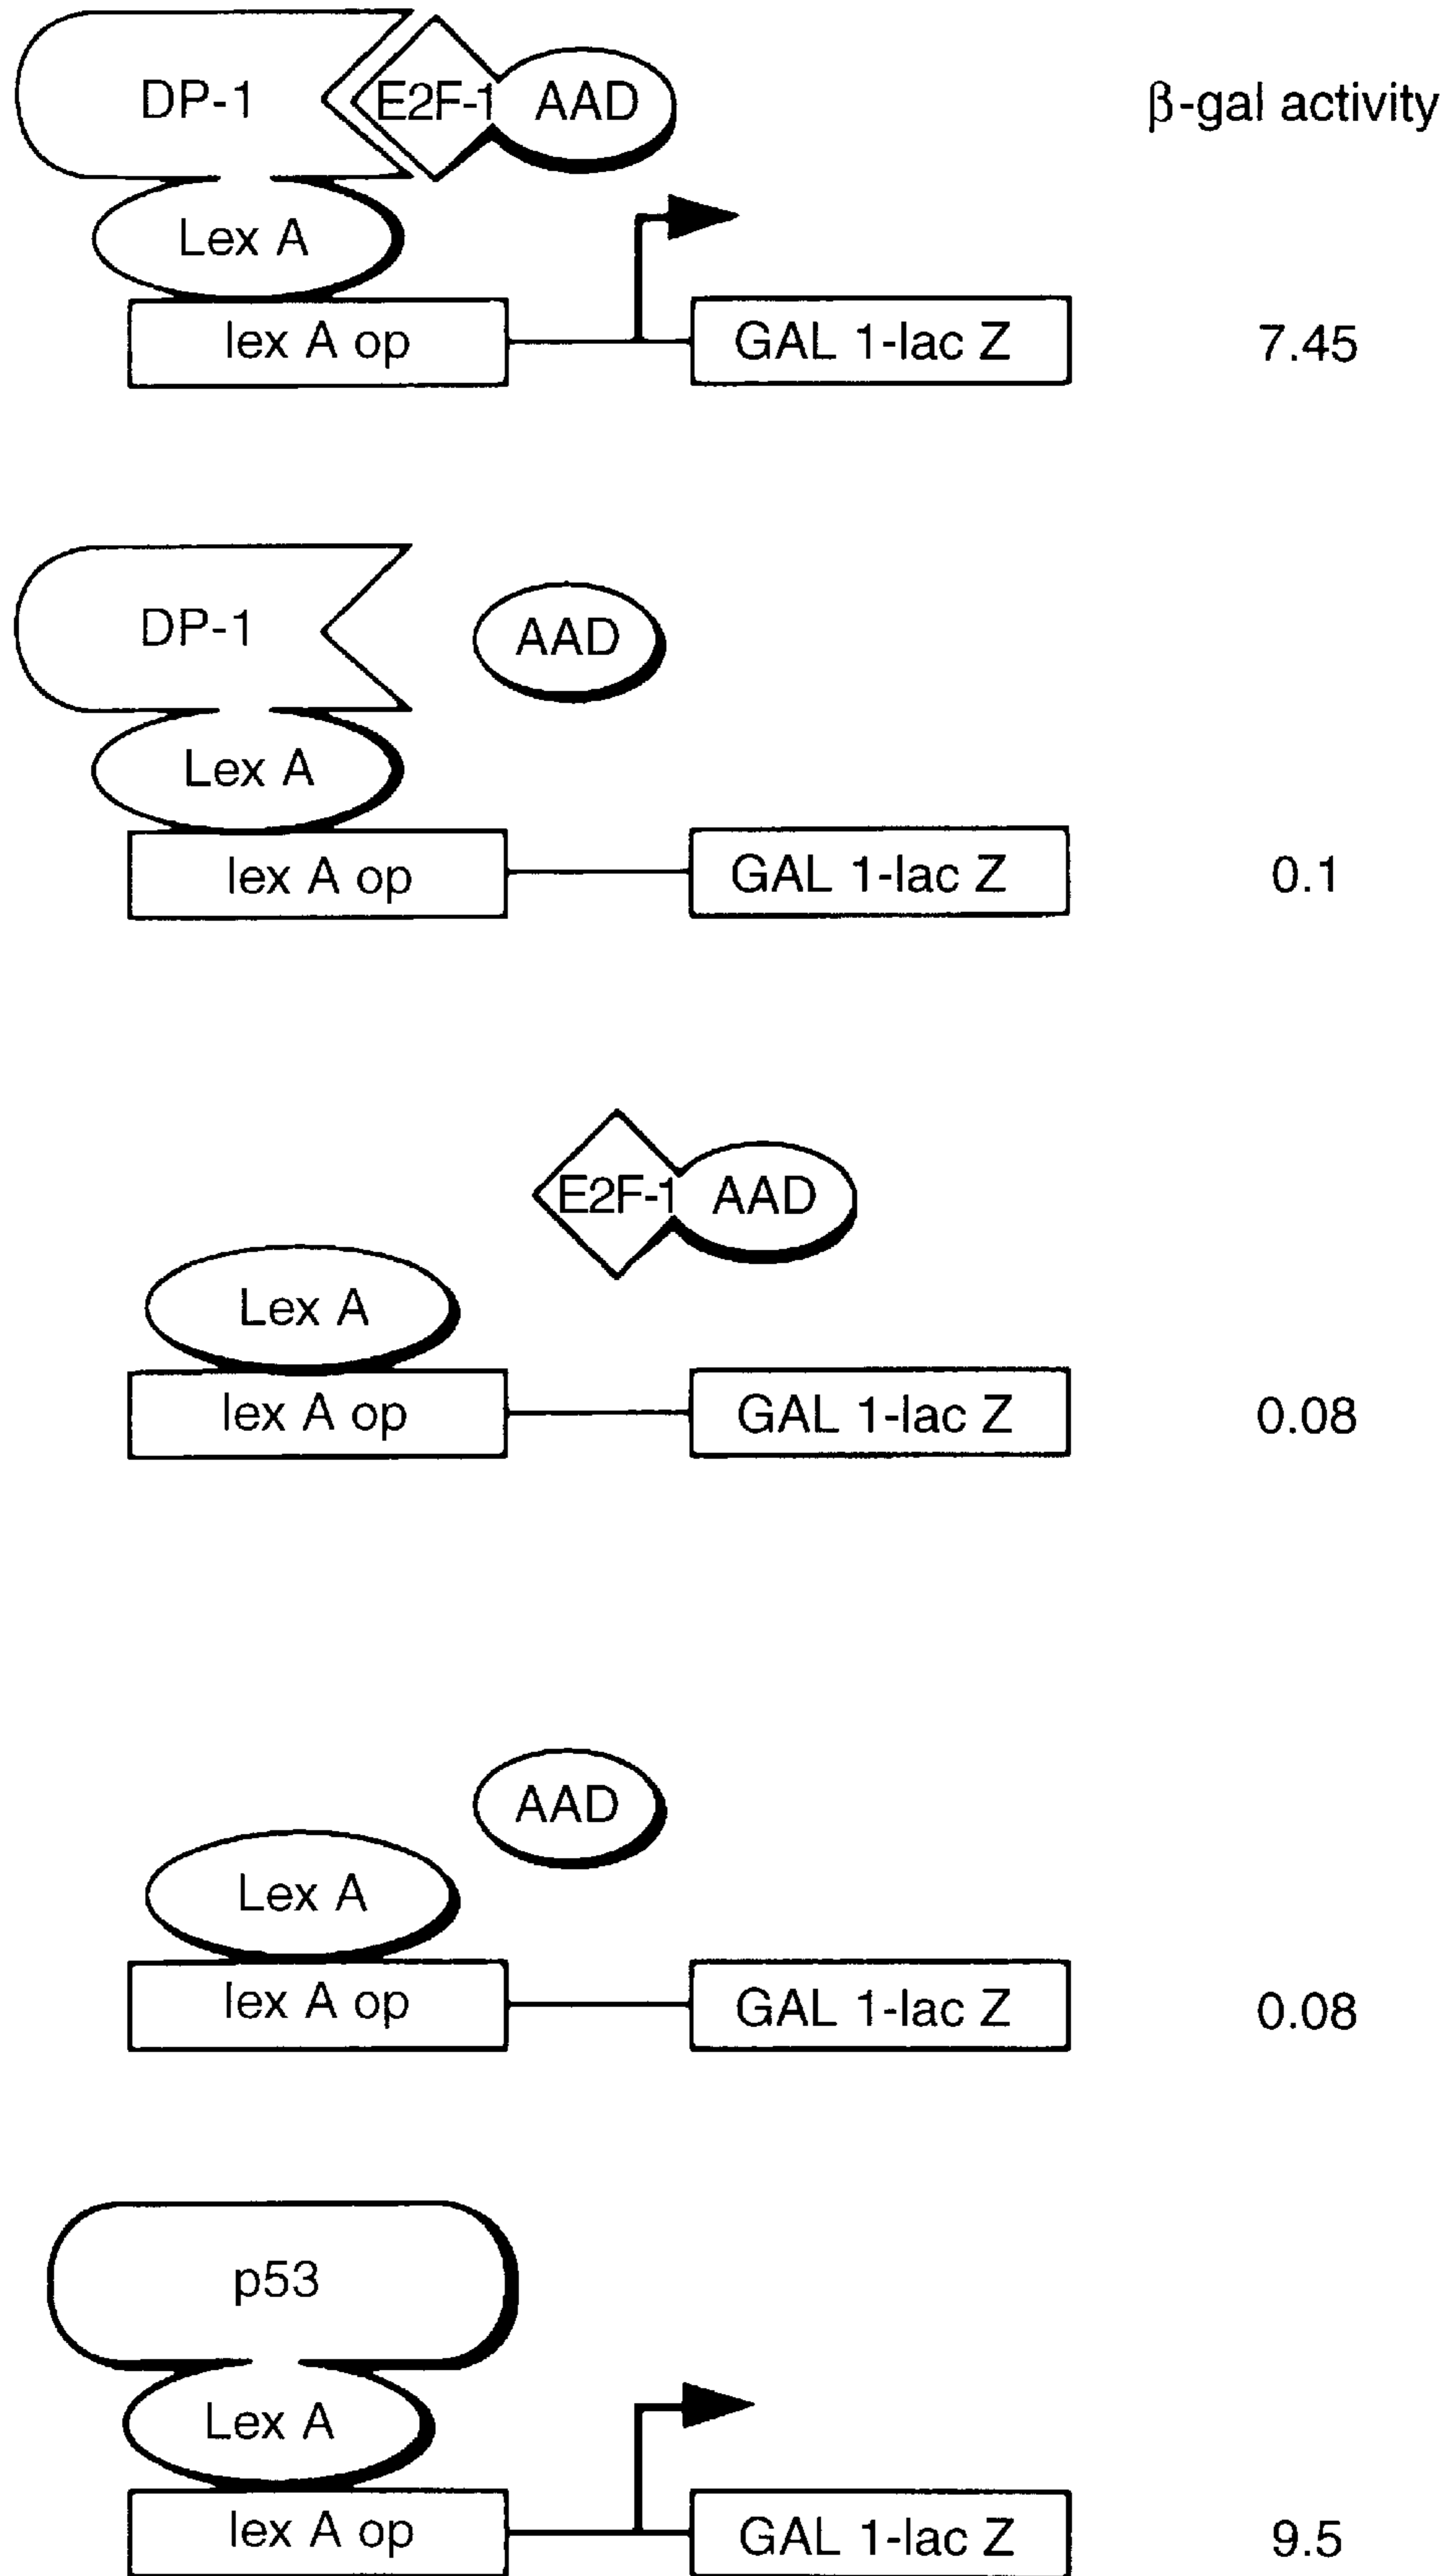 DP-1 E2F-1 AAD β-gal activity
Lex A
lex A op GAL 1-lac Z 7.45
DP-1 AAD
Lex A
lex A op GAL 1-lac Z 0.1
E2F-1 AAD
Lex A
lex A op GAL 1-lac Z 0.08
AAD
Lex A
lex A op GAL 1-lac Z 0.08
p53
Lex A
lex A op GAL 1-lac Z 9.5